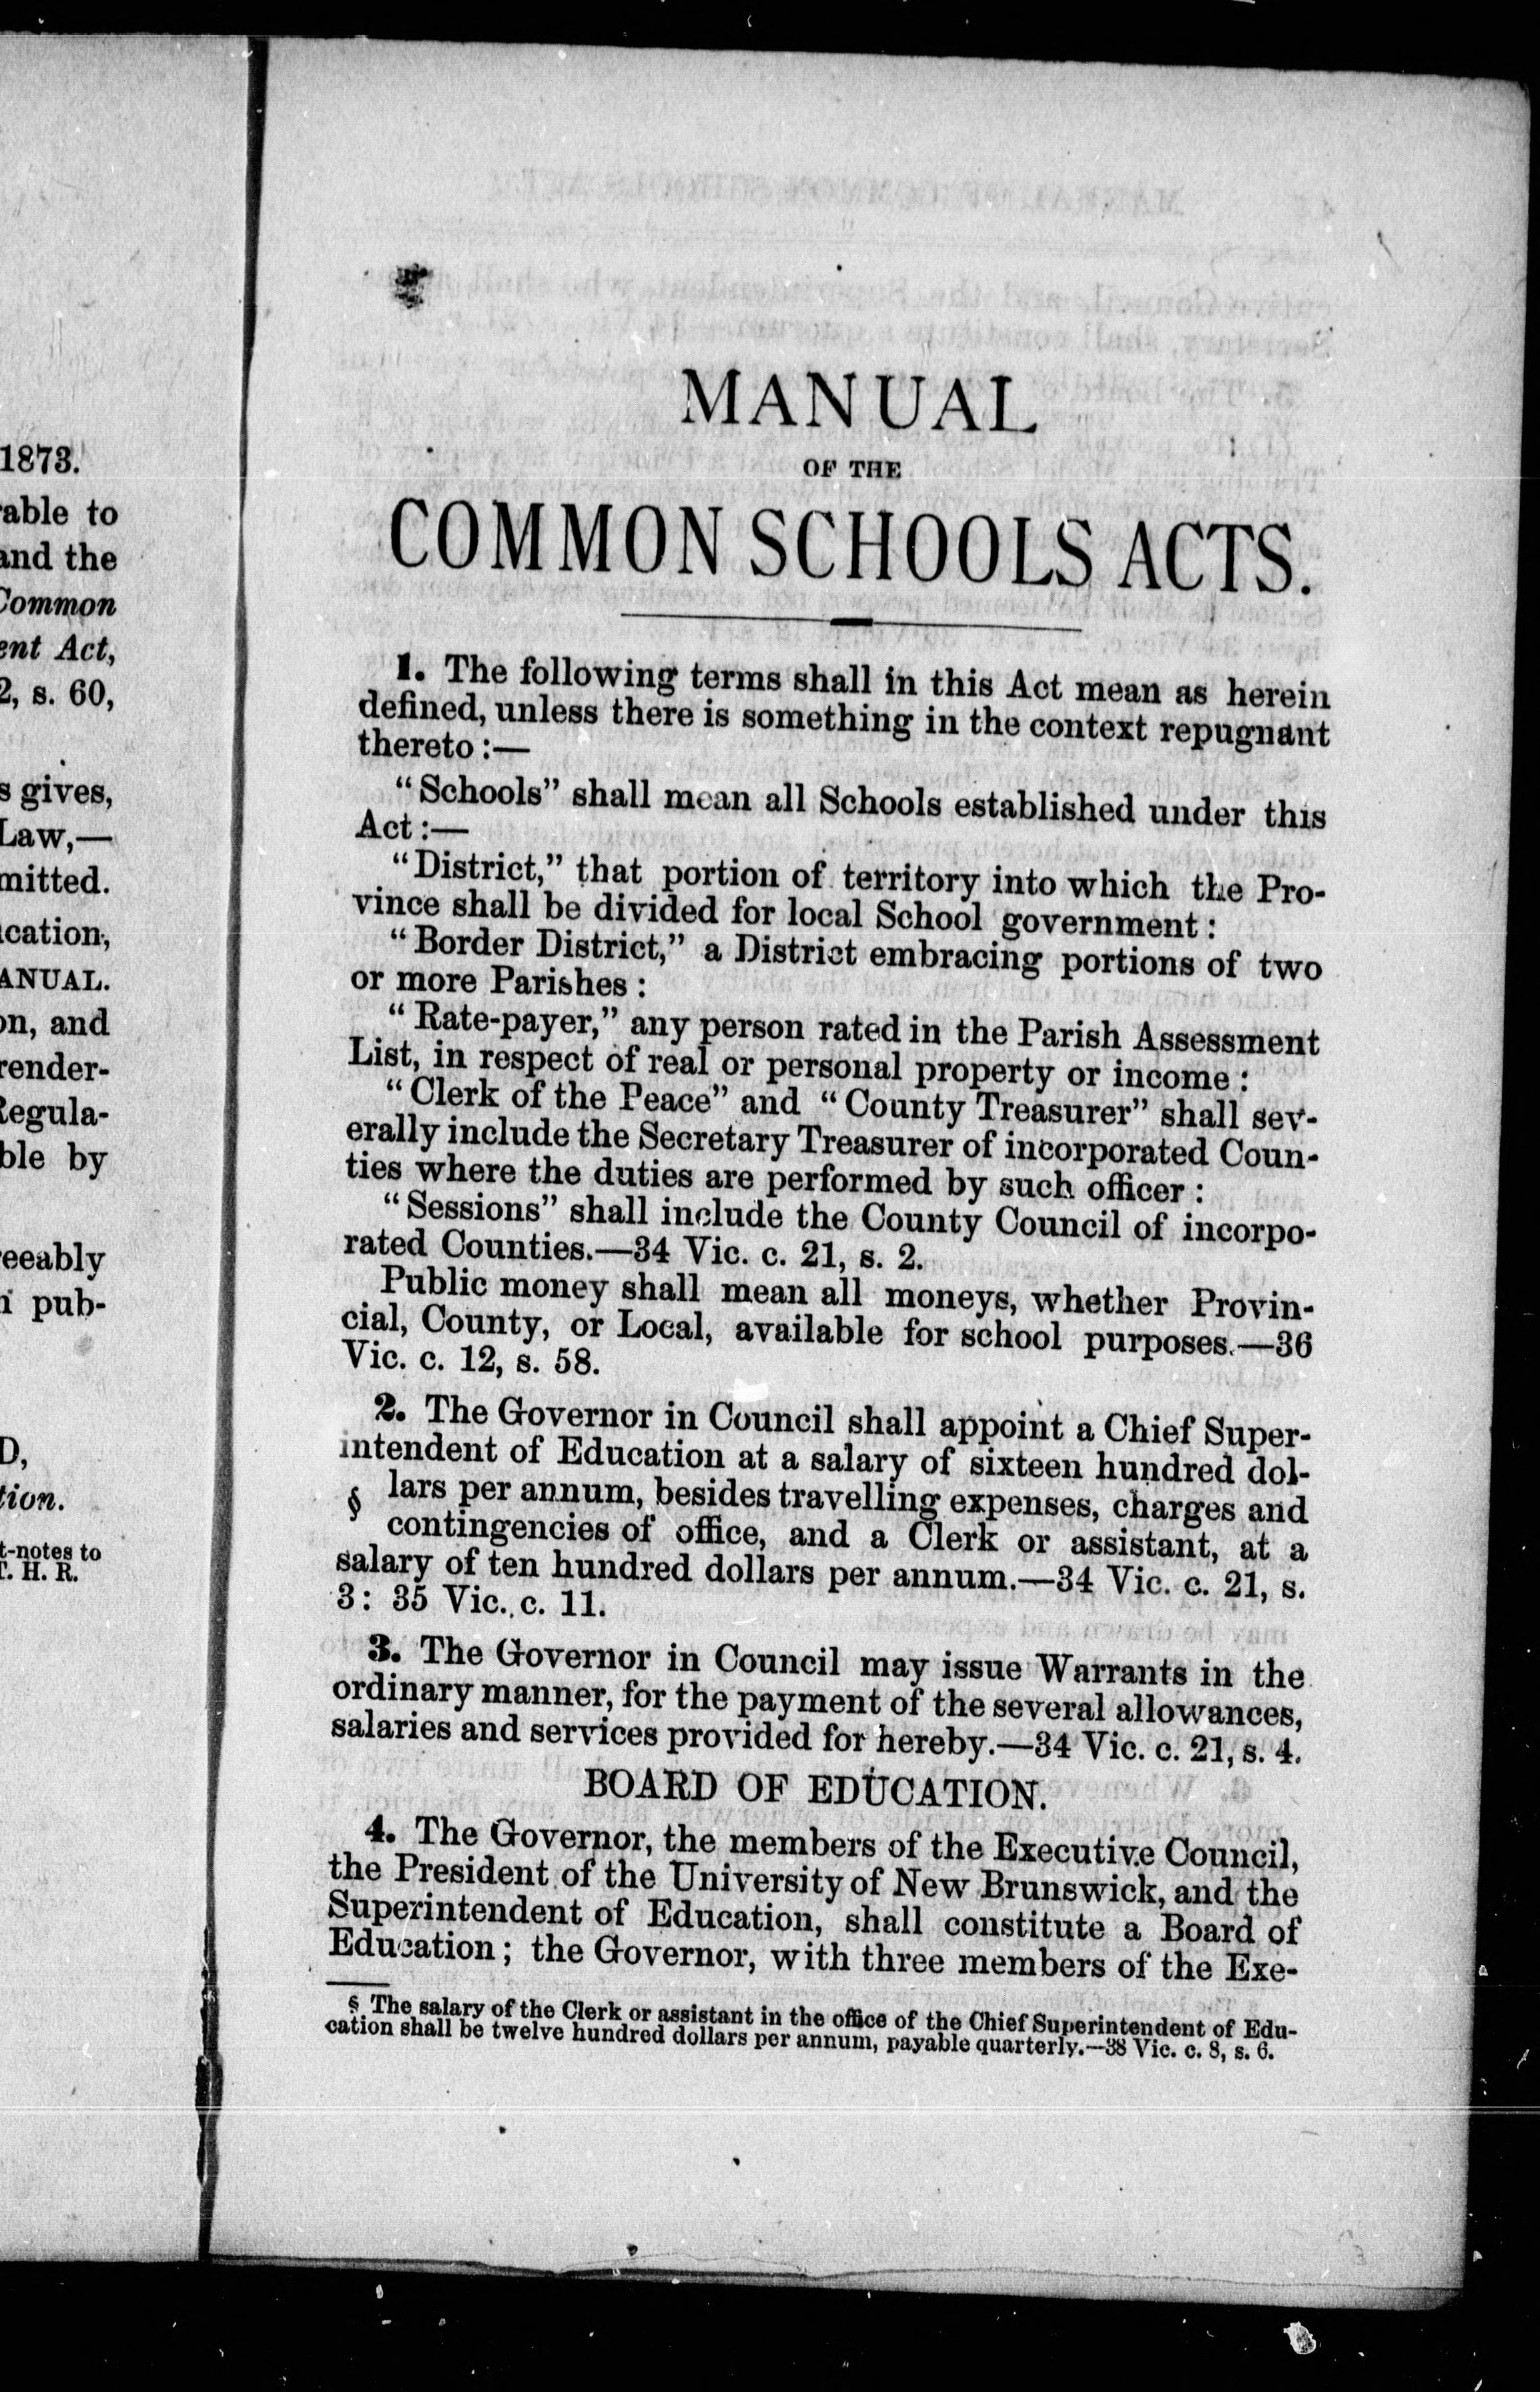 1873.
able to
and the
Common
ent Act,
2, s. 60,
s gives,
Law,—
mitted.
cation,
ANUAL.
on, and
render-
Regula-
ble by
eeably
pub-
D,
tion.
t-notes to
T. H. R.
MANUAL
OF THE
COMMON SCHOOLS ACTS.
1. The following terms shall in this Act mean as herein
defined, unless there is something in the context repugnant
thereto:—
"Schools" shall mean all Schools established under this
Act:—
"District," that portion of territory into which the Pro-
vince shall be divided for local School government:
"Border District," a District embracing portions of two
or more Parishes:
"Rate-payer," any person rated in the Parish Assessment
List, in respect of real or personal property or income:
"Clerk of the Peace" and "County Treasurer" shall sev-
erally include the Secretary Treasurer of incorporated Coun-
ties where the duties are performed by such officer:
"Sessions" shall include the County Council of incorpo-
rated Counties.—34 Vic. c. 21, s. 2.
Public money shall mean all moneys, whether Provin-
cial, County, or Local, available for school purposes.—36
Vic. c. 12, s. 58.
2. The Governor in Council shall appoint a Chief Super-
intendent of Education at a salary of sixteen hundred dol-
§ lars per annum, besides travelling expenses, charges and
contingencies of office, and a Clerk or assistant, at a
salary of ten hundred dollars per annum.—34 Vic. c. 21, s.
3: 35 Vic. c. 11.
3. The Governor in Council may issue Warrants in the
ordinary manner, for the payment of the several allowances,
salaries and services provided for hereby.—34 Vic. c. 21, s. 4.
BOARD OF EDUCATION.
4. The Governor, the members of the Executive Council,
the President of the University of New Brunswick, and the
Superintendent of Education, shall constitute a Board of
Education; the Governor, with three members of the Exe-
§ The salary of the Clerk or assistant in the office of the Chief Superintendent of Edu-
cation shall be twelve hundred dollars per annum, payable quarterly.—38 Vic. c. 8, s. 6.